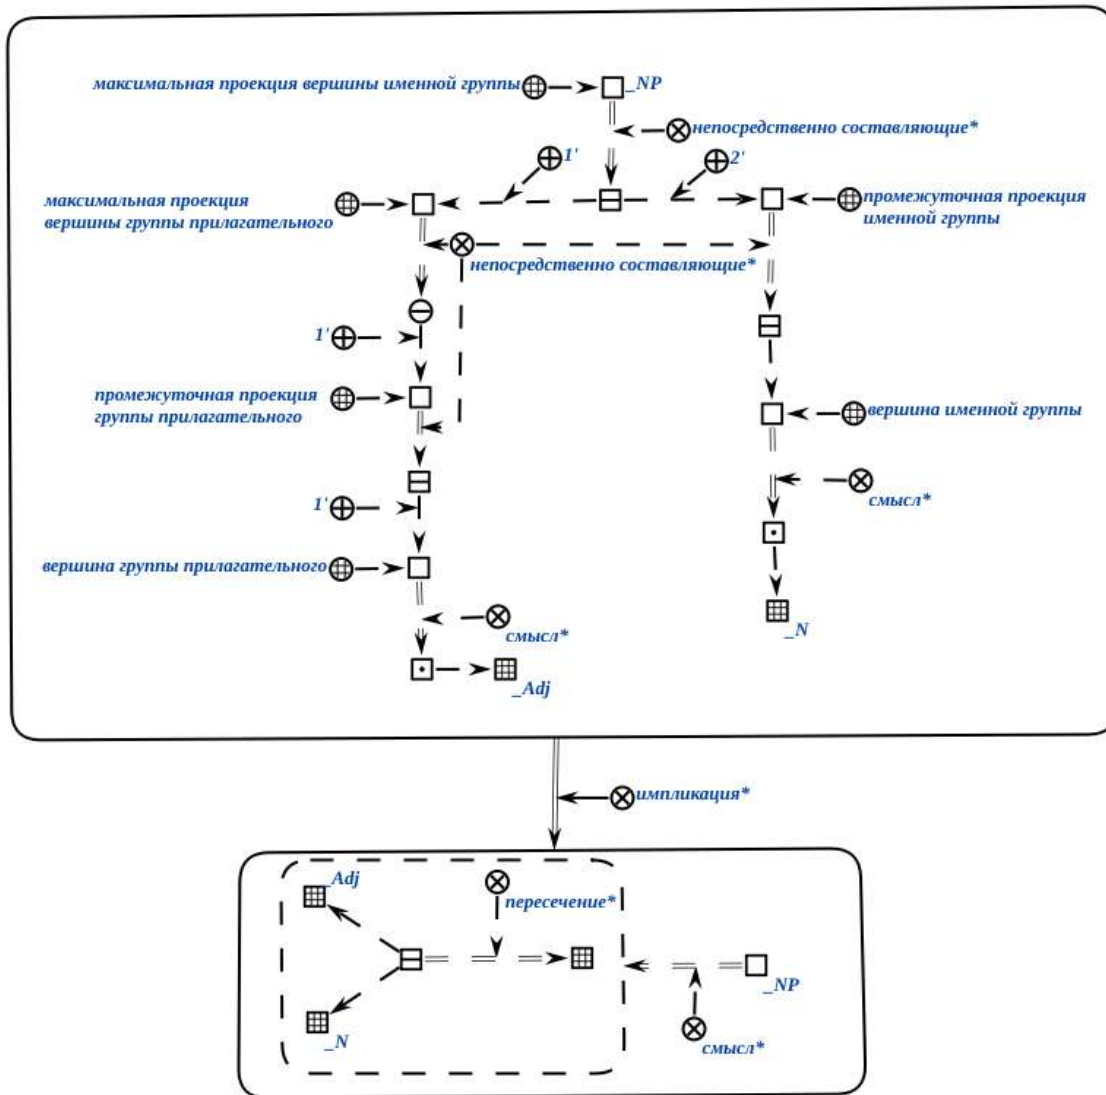 максимальная проекция вершины именной группы
_NP
непосредственно составляющие*
1'
2'
максимальная проекция
вершины группы прилагательного
промежуточная проекция
именной группы
непосредственно составляющие*
1'
промежуточная проекция
группы прилагательного
вершина именной группы
1'
смысл*
вершина группы прилагательного
смысл*
_N
_Adj
импликация*
_Adj
пересечение*
_NP
_N
смысл*